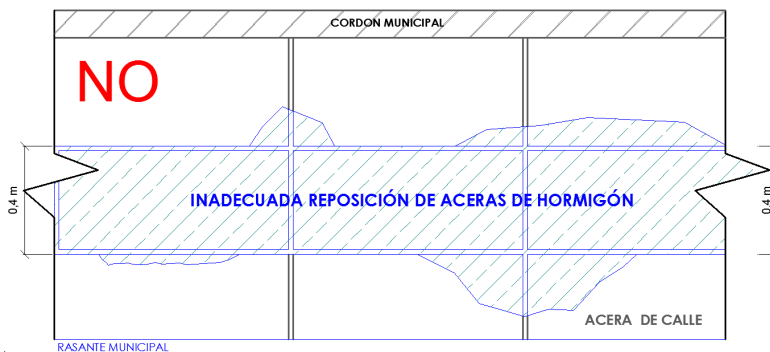 CORDON MUNICIPAL
NO
0,4 m
INADECUADA REPOSICIÓN DE ACERAS DE HORMIGÓN
0.4 m
ACERA DE CALLE
RASANTE MUNICIPAL